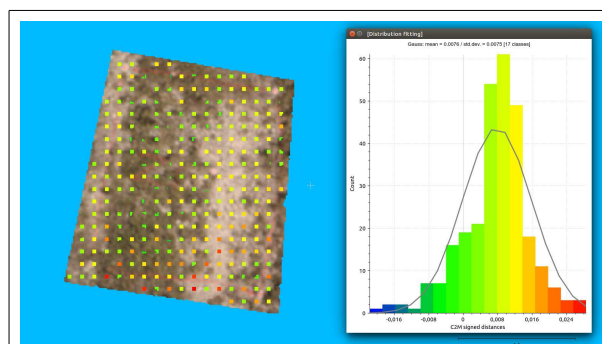 [Distribution fitting]
Gauss: mean = 0.0076 / std.dev. = 0.0075 [17 classes]
60
50
40
30
20
10
0
Count
-0,016 -0,008 0 0,008 0,016 0,024
C2M signed distances